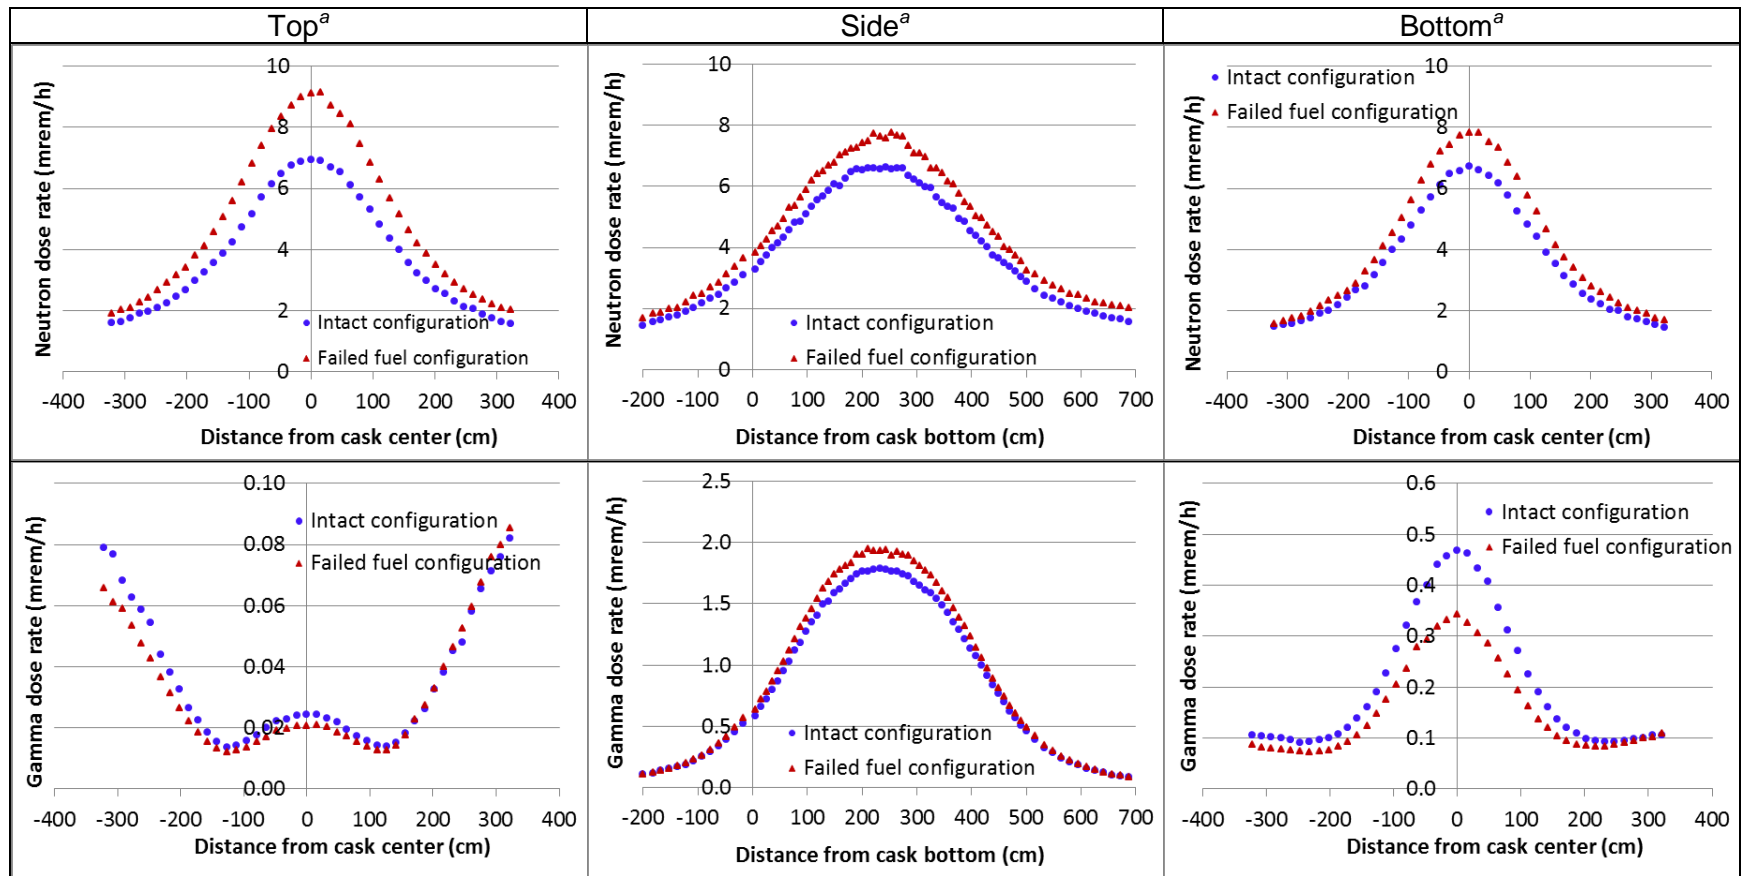 Topᵃ
Sideᵃ
Bottomᵃ
Neutron dose rate (mrem/h)
10
8
6
4
2
0
Intact configuration
Failed fuel configuration
-400 -300 -200 -100 0 100 200 300 400
Distance from cask center (cm)
Neutron dose rate (mrem/h)
10
8
6
4
2
0
Intact configuration
Failed fuel configuration
-200 -100 0 100 200 300 400 500 600 700
Distance from cask bottom (cm)
Neutron dose rate (mrem/h)
Intact configuration
Failed fuel configuration
10
8
6
4
2
0
-400 -300 -200 -100 0 100 200 300 400
Distance from cask center (cm)
Gamma dose rate (mrem/h)
0.10
0.08
0.06
0.04
0.02
0.00
Intact configuration
Failed fuel configuration
-400 -300 -200 -100 0 100 200 300 400
Distance from cask center (cm)
Gamma dose rate (mrem/h)
2.5
2.0
1.5
1.0
0.5
0.0
Intact configuration
Failed fuel configuration
-200 -100 0 100 200 300 400 500 600 700
Distance from cask bottom (cm)
Gamma dose rate (mrem/h)
0.6
0.5
0.4
0.3
0.2
0.1
0.0
Intact configuration
Failed fuel configuration
-400 -300 -200 -100 0 100 200 300 400
Distance from cask center (cm)